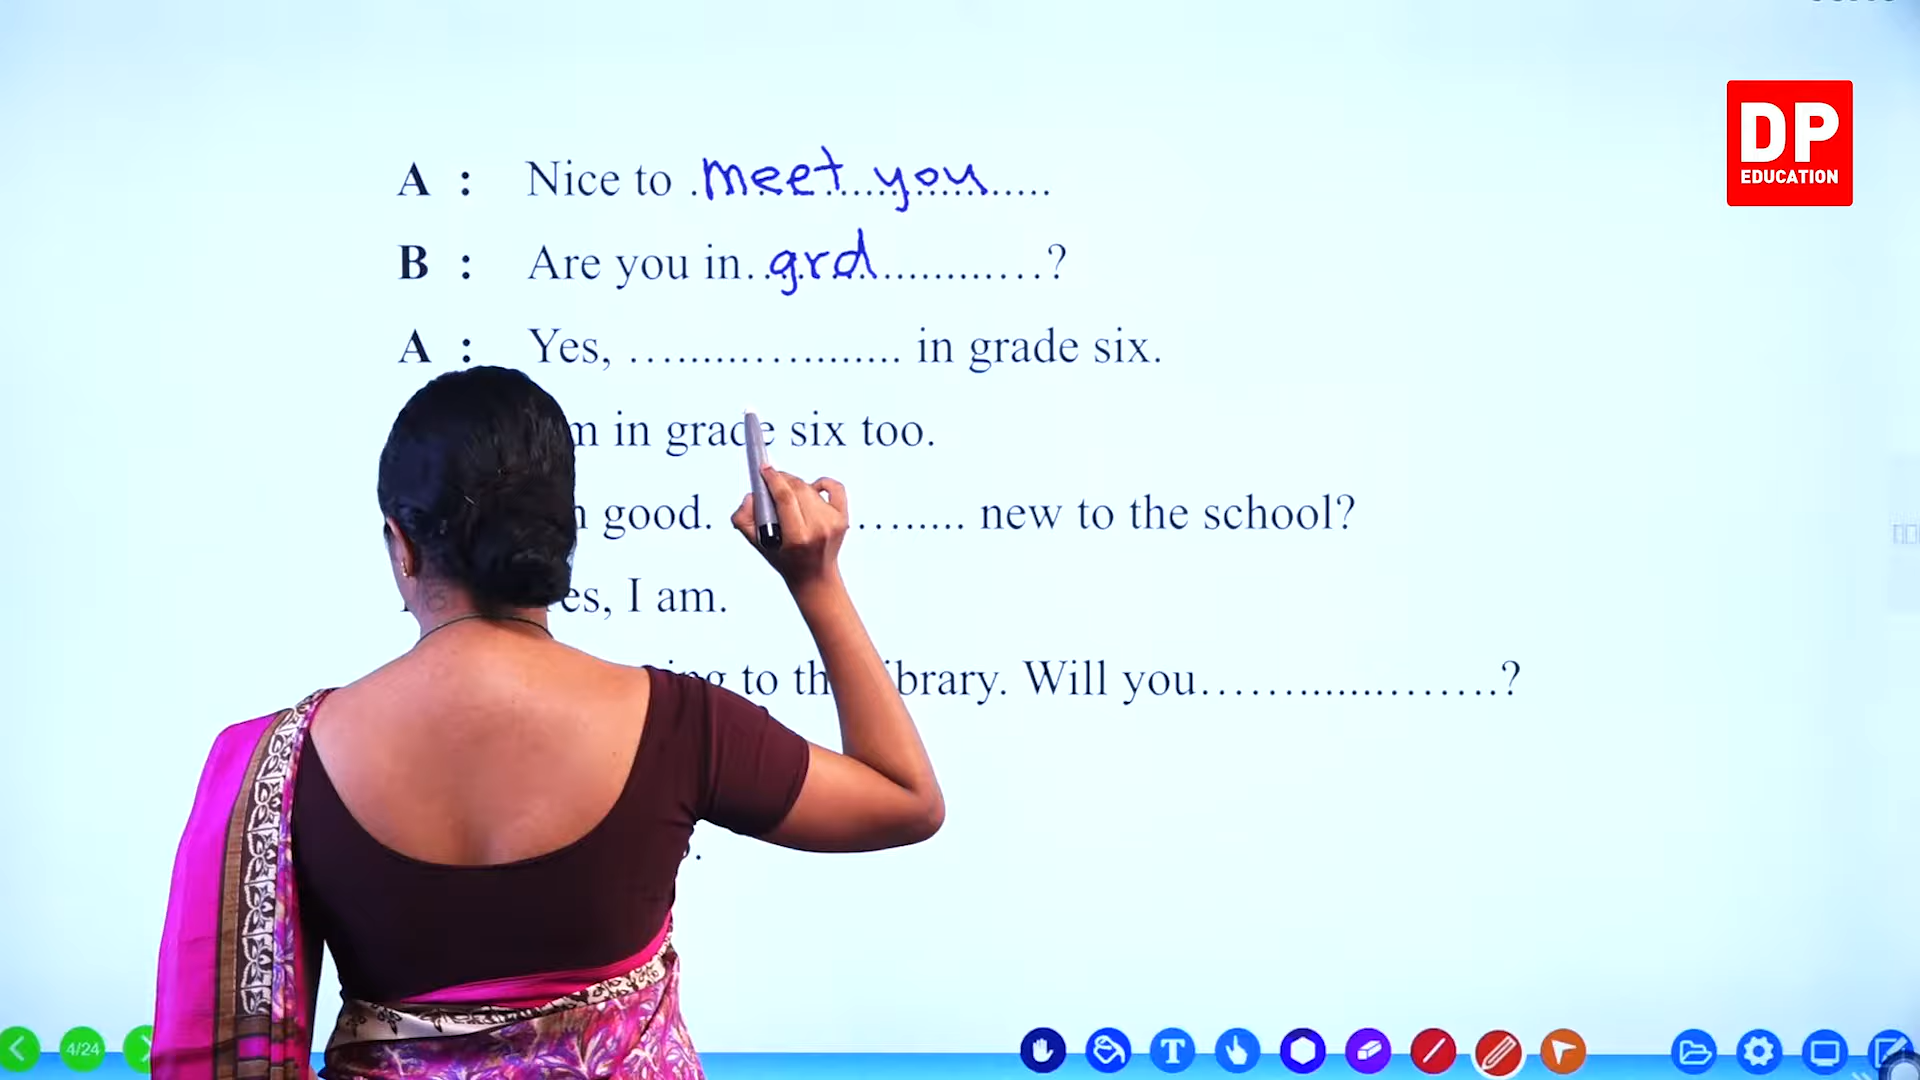 DP
EDUCATION
A : Nice to .meet you.....
B : Are you in..grd..............?
A : Yes, ........................ in grade six.
m in grade six too.
good. ........ new to the school?
es, I am.
to th brary. Will you........................?
4/24
T